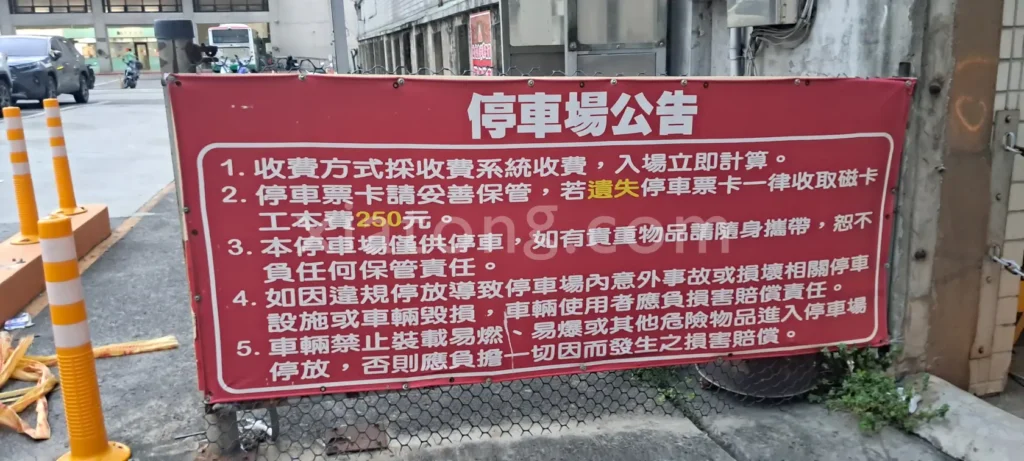 停車場公告
1. 收費方式採收費系統收費，入場立即計算。
2. 停車票卡請妥善保管，若遺失停車票卡一律收取磁卡
工本費250元。
3. 本停車場僅供停車，如有貴重物品請隨身攜帶，恕不
負任何保管責任。
4. 如因違規停放導致停車場內意外事故或損壞相關停車
設施或車輛毀損，車輛使用者應負損害賠償責任。
5. 車輛禁止裝載易燃、易爆或其他危險物品進入停車場
停放，否則應負擔一切因而發生之損害賠償。